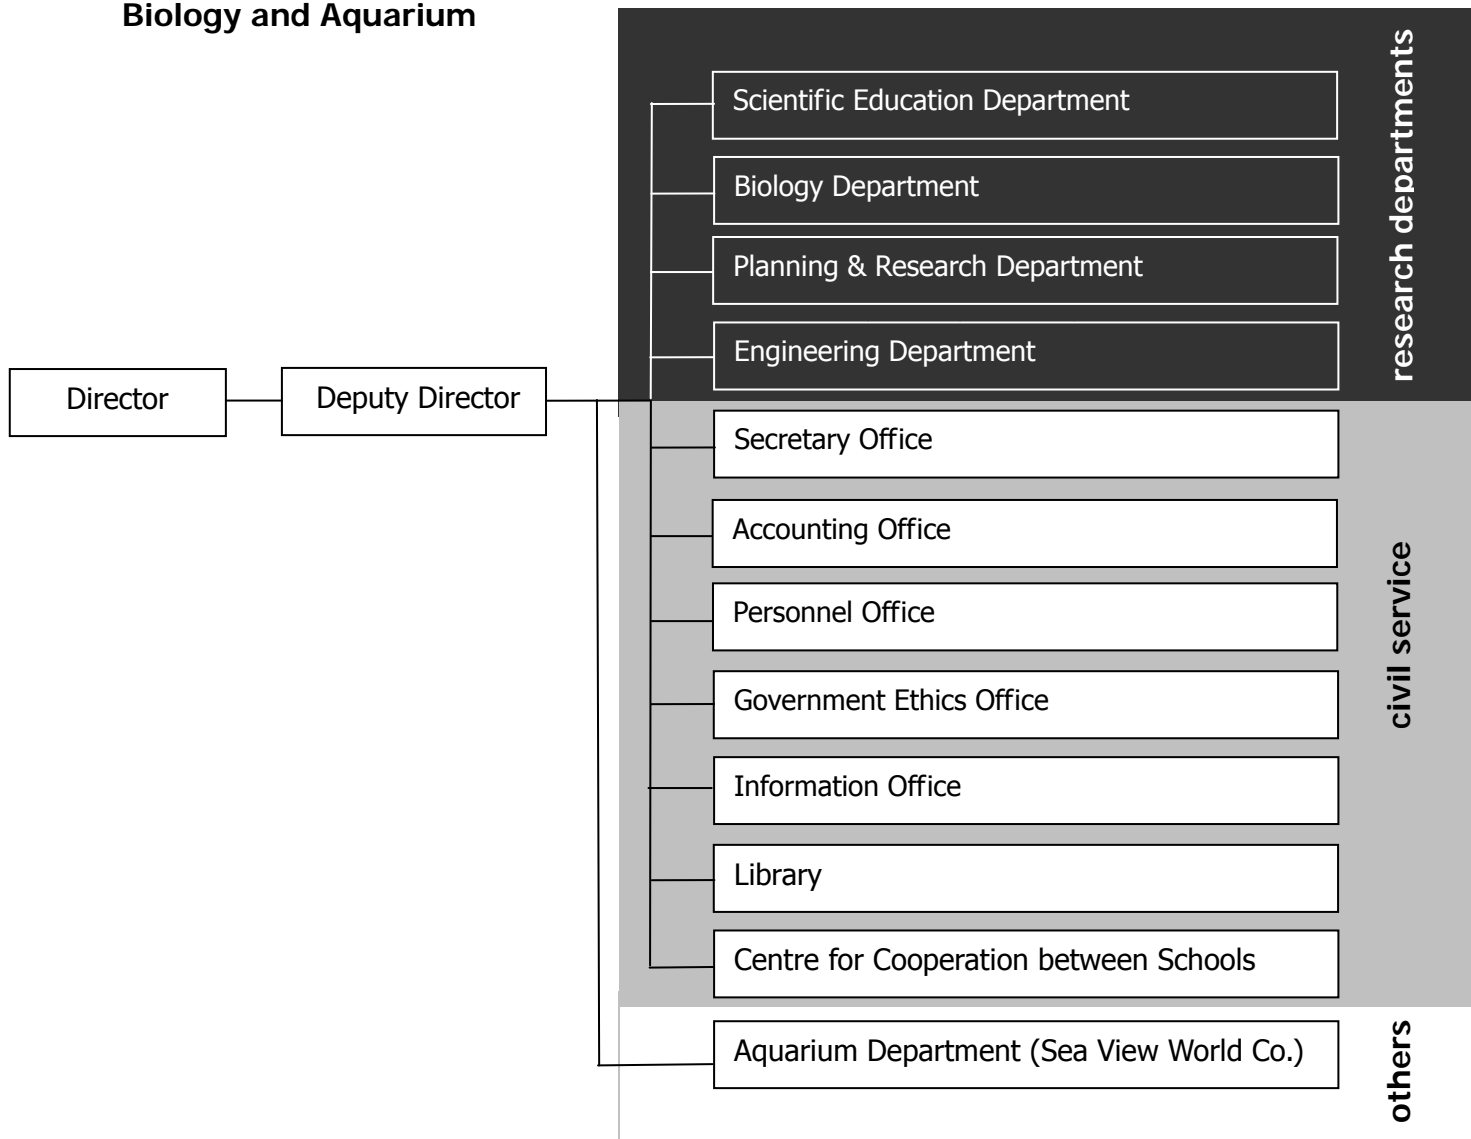 Biology and Aquarium
research departments
Scientific Education Department
Biology Department
Planning & Research Department
Engineering Department
Director
Deputy Director
Secretary Office
Accounting Office
Personnel Office
Government Ethics Office
Information Office
Library
Centre for Cooperation between Schools
civil service
Aquarium Department (Sea View World Co.)
others